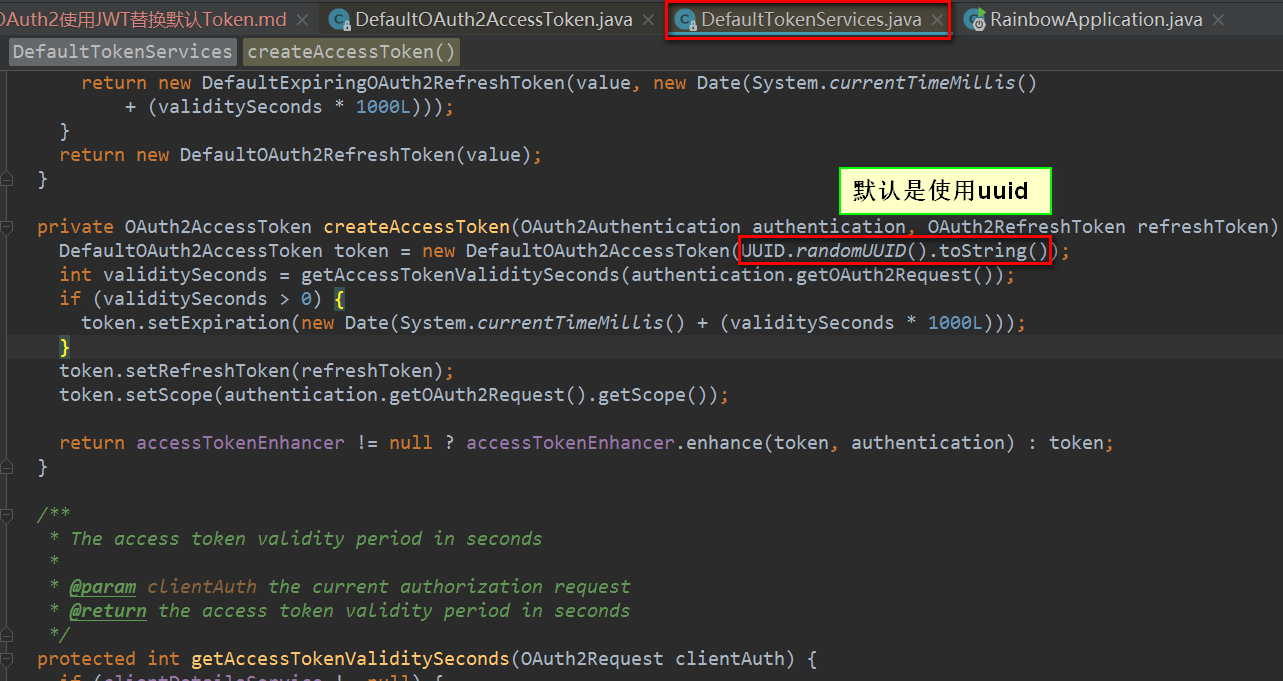 OAuth2使用JWT替换默认Token.md × DefaultOAuth2AccessToken.java × DefaultTokenServices.java × RainbowApplication.java ×
DefaultTokenServices createAccessToken()
return new DefaultExpiringOAuth2RefreshToken(value, new Date(System.currentTimeMillis()
+ (validitySeconds * 1000L)));
}
return new DefaultOAuth2RefreshToken(value);
}
默认是使用uuid
private OAuth2AccessToken createAccessToken(OAuth2Authentication authentication, OAuth2RefreshToken refreshToken)
DefaultOAuth2AccessToken token = new DefaultOAuth2AccessToken(UUID.randomUUID().toString());
int validitySeconds = getAccessTokenValiditySeconds(authentication.getOAuth2Request());
if (validitySeconds > 0) {
token.setExpiration(new Date(System.currentTimeMillis() + (validitySeconds * 1000L)));
}
token.setRefreshToken(refreshToken);
token.setScope(authentication.getOAuth2Request().getScope());
return accessTokenEnhancer != null ? accessTokenEnhancer.enhance(token, authentication) : token;
}
/**
* The access token validity period in seconds
*
* @param clientAuth the current authorization request
* @return the access token validity period in seconds
*/
protected int getAccessTokenValiditySeconds(OAuth2Request clientAuth) {
if (clientDetailsService != null) {